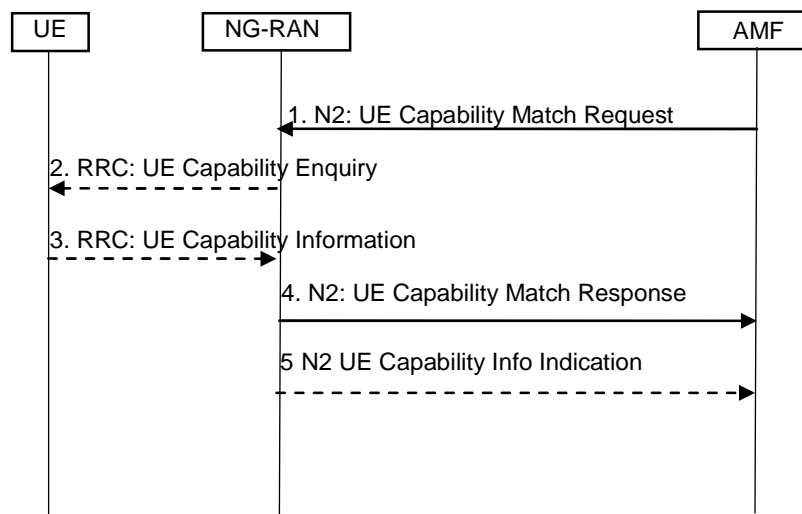 UE
NG-RAN
AMF
1. N2: UE Capability Match Request
2. RRC: UE Capability Enquiry
3. RRC: UE Capability Information
4. N2: UE Capability Match Response
5 N2 UE Capability Info Indication